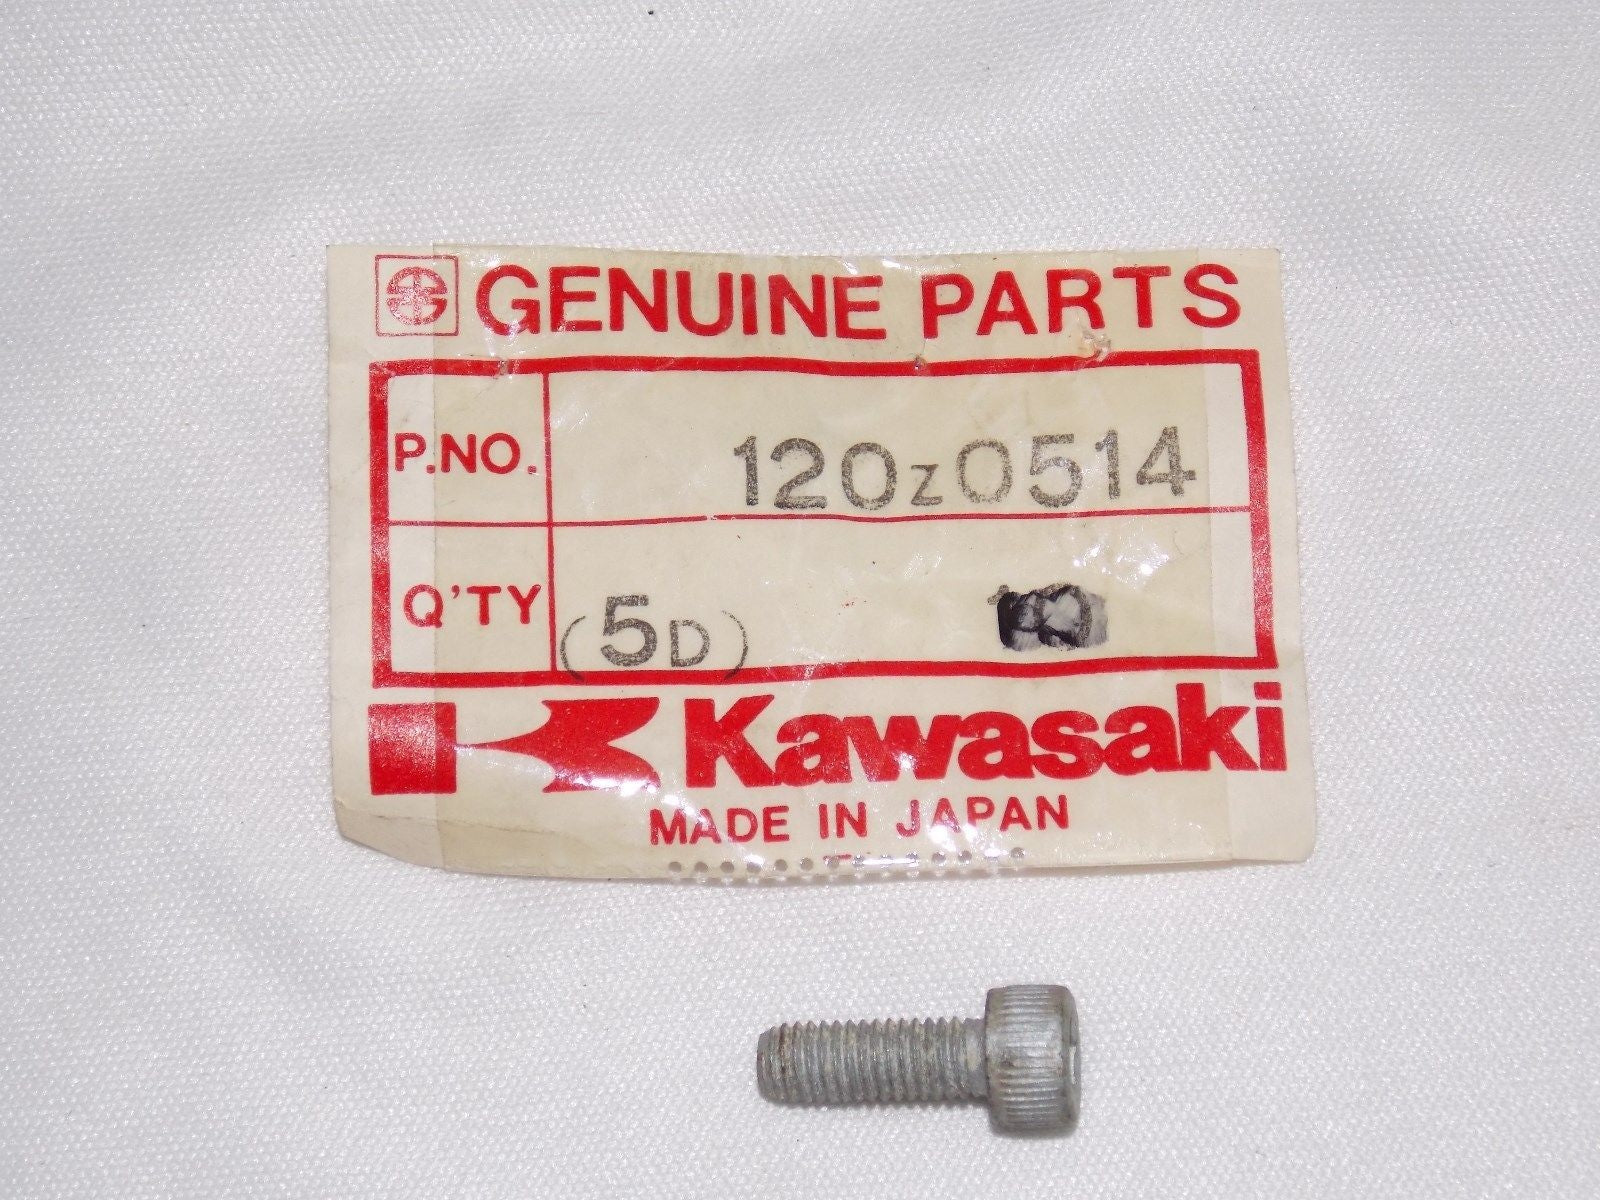 GENUINE PARTS
P.NO. 120Z0514
Q'TY (5D)
Kawasaki
MADE IN JAPAN